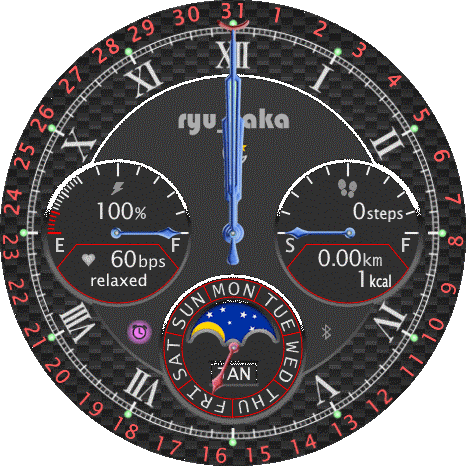 31 1 2 3 4 5 6 7 8 9 10 11 12 13 14 15 16 17 18 19 20 21 22 23 24 25 26 27 28 29 30
XII I II V VII VIII X XI
100%
E F
60bps
relaxed
0steps
S F
0.00km
1kcal
SUN MON TUE WED THU FRI SAT